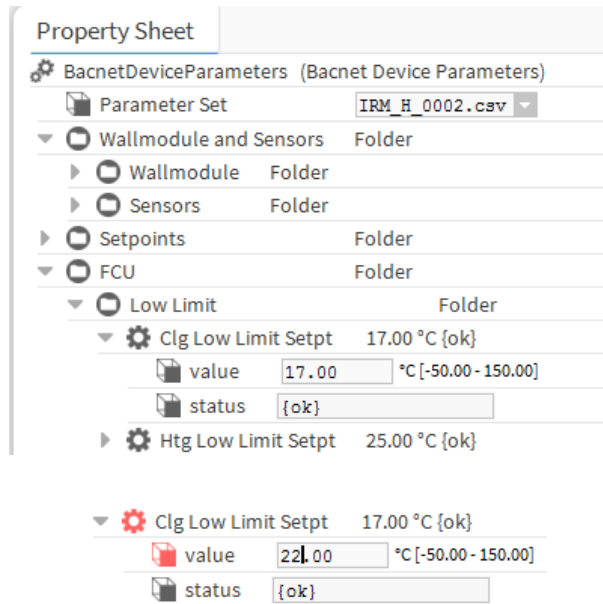 Property Sheet
BacnetDeviceParameters (Bacnet Device Parameters)
Parameter Set IRM_H_0002.csv
Wallmodule and Sensors Folder
Wallmodule Folder
Sensors Folder
Setpoints Folder
FCU Folder
Low Limit Folder
Clg Low Limit Setpt 17.00 °C {ok}
value 17.00 °C [-50.00 - 150.00]
status {ok}
Htg Low Limit Setpt 25.00 °C {ok}
Clg Low Limit Setpt 17.00 °C {ok}
value 22.00 °C [-50.00 - 150.00]
status {ok}